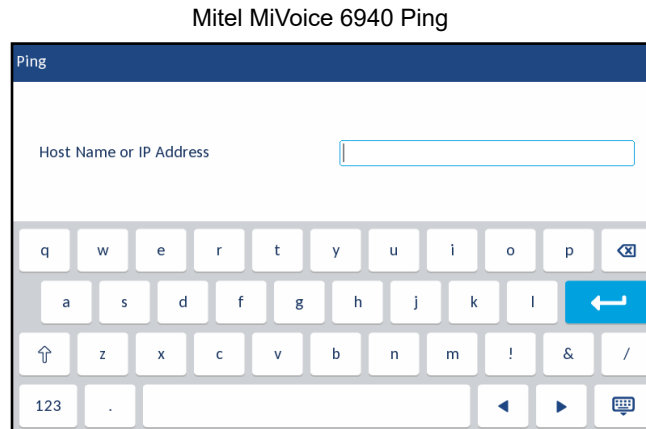 Mitel MiVoice 6940 Ping
Ping
Host Name or IP Address
q w e r t y u i o p
a s d f g h j k l
z x c v b n m ! & /
123 .